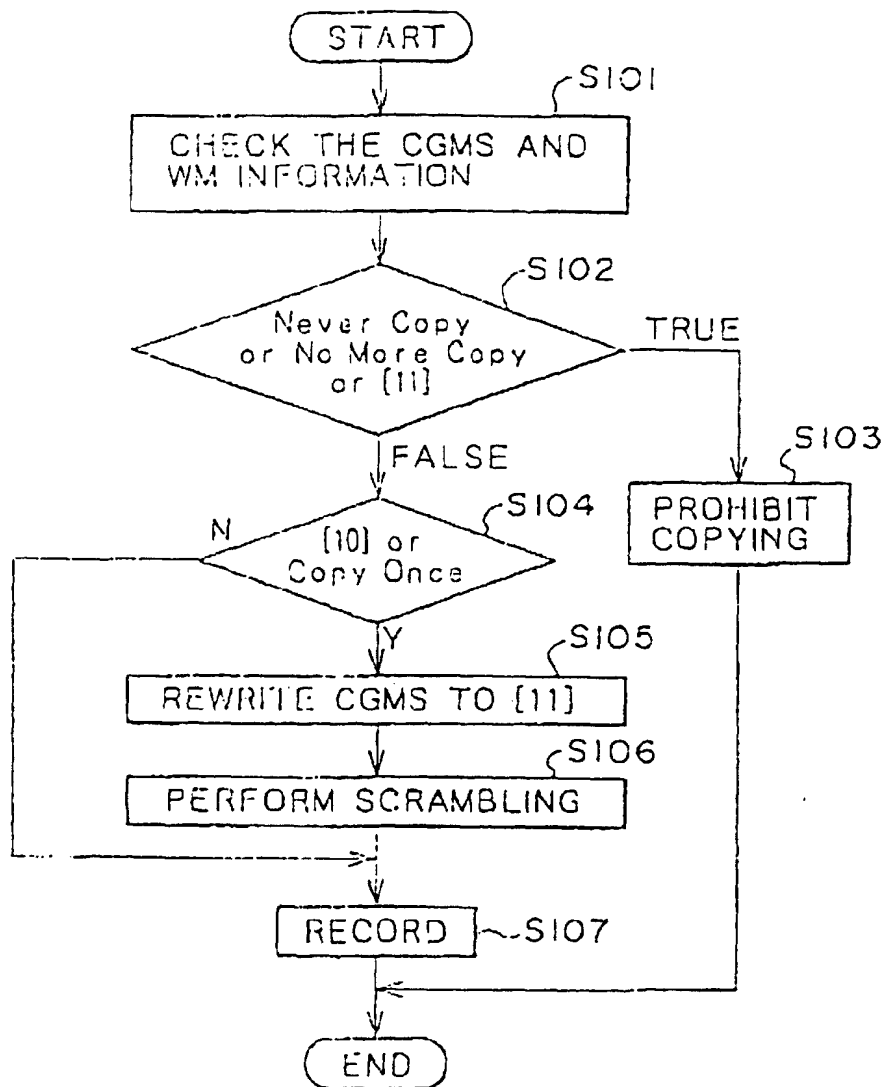 START
S101
CHECK THE CGMS AND
WM INFORMATION
S102
Never Copy
or No More Copy
or [11]
TRUE
FALSE
S103
PROHIBIT
COPYING
N
S104
[10] or
Copy Once
Y
S105
REWRITE CGMS TO [11]
S106
PERFORM SCRAMBLING
RECORD
S107
END